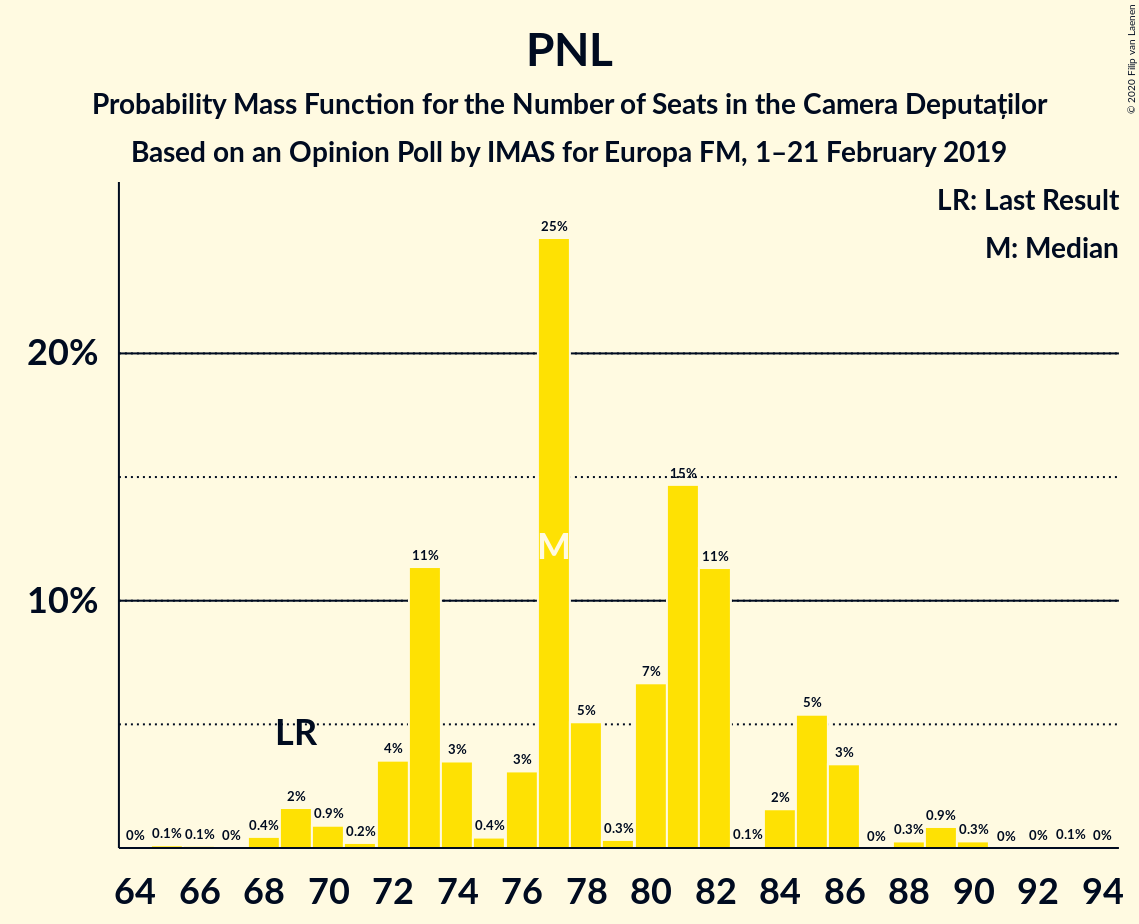 PNL
Probability Mass Function for the Number of Seats in the Camera Deputaților
Based on an Opinion Poll by IMAS for Europa FM, 1–21 February 2019
© 2020 Filip van Laenen
LR: Last Result
M: Median
20%
10%
0% 0.1% 0.1% 0% 0.4% 2% 0.9% 0.2% 4% 11% 3% 0.4% 3% 25% 5% 0.3% 7% 15% 11% 0.1% 2% 5% 3% 0% 0.3% 0.9% 0.3% 0% 0% 0.1% 0%
LR
M
64 66 68 70 72 74 76 78 80 82 84 86 88 90 92 94